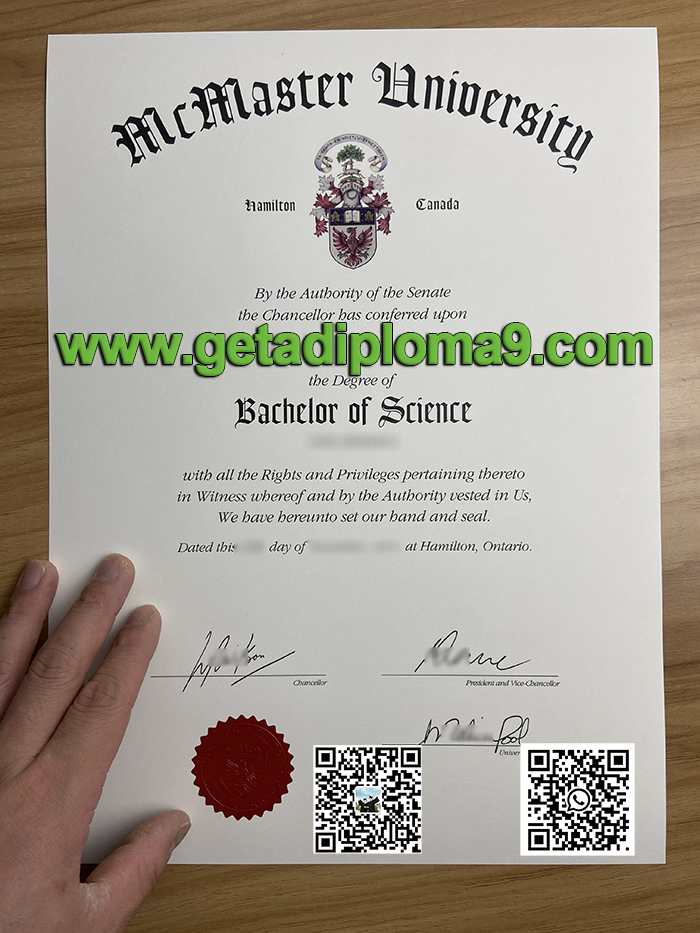 McMaster University
Hamilton Canada
By the Authority of the Senate
the Chancellor has conferred upon
www.getadiploma9.com
the Degree of
Bachelor of Science
with all the Rights and Privileges pertaining thereto
in Witness whereof and by the Authority vested in Us,
We have hereunto set our hand and seal.
Dated this day of at Hamilton, Ontario.
Chancellor
President and Vice-Chancellor